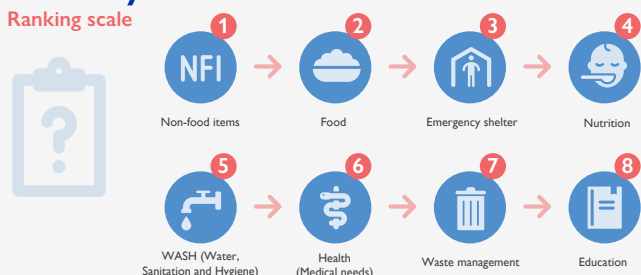 Ranking scale
1
2
3
4
NFI
Non-food items
Food
Emergency shelter
Nutrition
5
6
7
8
WASH (Water,
Sanitation and Hygiene)
Health
(Medical needs)
Waste management
Education